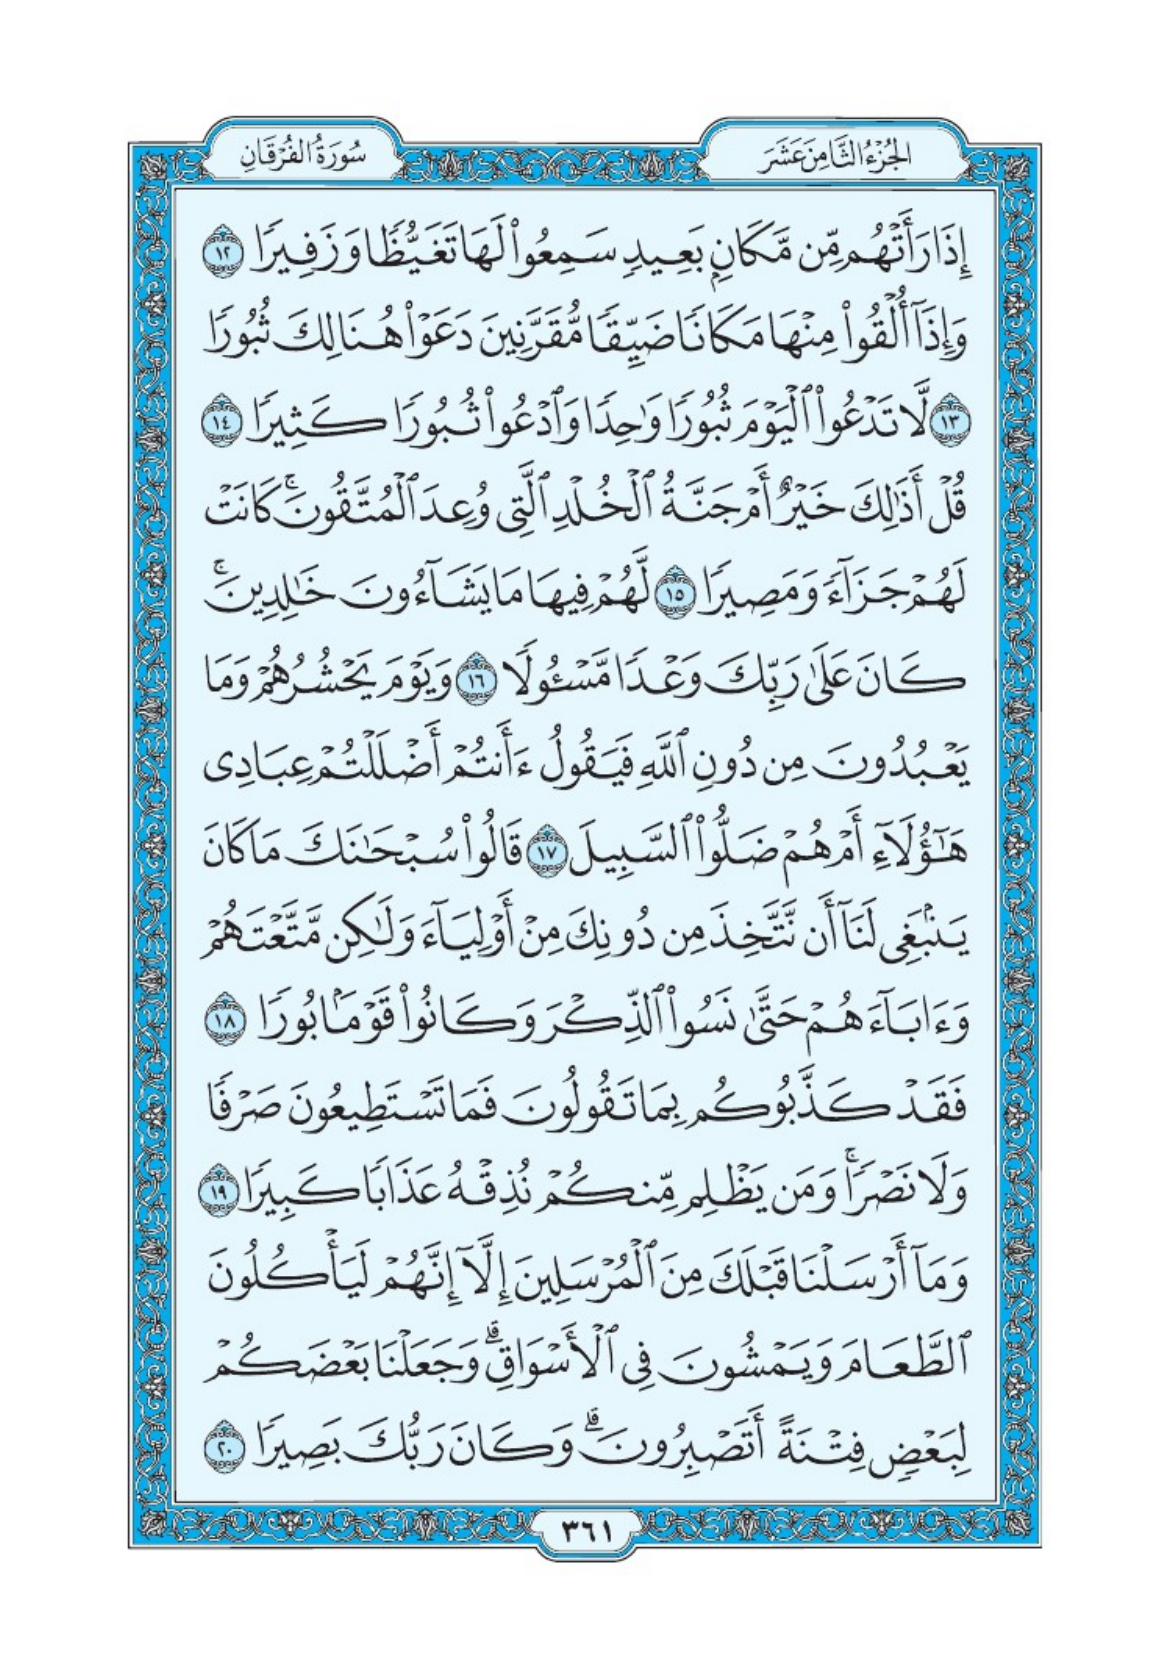 الجُزْءُ الثَّامِنَ عَشَرَ
سُورَةُ الفُرْقَانِ
إِذَا رَأَتْهُم مِّن مَّكَانِۭ بَعِيدٖ سَمِعُواْ لَهَا تَغَيُّظٗا وَزَفِيرٗا ١٢
وَإِذَآ أُلۡقُواْ مِنۡهَا مَكَانٗا ضَيِّقٗا مُّقَرَّنِينَ دَعَوۡاْ هُنَالِكَ ثُبُورٗا
١٣ لَّا تَدۡعُواْ ٱلۡيَوۡمَ ثُبُورٗا وَٰحِدٗا وَٱدۡعُواْ ثُبُورٗا كَثِيرٗا ١٤
قُلۡ أَذَٰلِكَ خَيۡرٌ أَمۡ جَنَّةُ ٱلۡخُلۡدِ ٱلَّتِي وُعِدَ ٱلۡمُتَّقُونَۚ كَانَتۡ
لَهُمۡ جَزَآءٗ وَمَصِيرٗا ١٥ لَّهُمۡ فِيهَا مَا يَشَآءُونَ خَٰلِدِينَۚ
كَانَ عَلَىٰ رَبِّكَ وَعۡدٗا مَّسۡـُٔولٗا ١٦ وَيَوۡمَ يَحۡشُرُهُمۡ وَمَا
يَعۡبُدُونَ مِن دُونِ ٱللَّهِ فَيَقُولُ ءَأَنتُمۡ أَضۡلَلۡتُمۡ عِبَادِي
هَٰٓؤُلَآءِ أَمۡ هُمۡ ضَلُّواْ ٱلسَّبِيلَ ١٧ قَالُواْ سُبۡحَٰنَكَ مَا كَانَ
يَنۢبَغِي لَنَآ أَن نَّتَّخِذَ مِن دُونِكَ مِنۡ أَوۡلِيَآءَ وَلَٰكِن مَّتَّعۡتَهُمۡ
وَءَابَآءَهُمۡ حَتَّىٰ نَسُواْ ٱلذِّكۡرَ وَكَانُواْ قَوۡمَۢا بُورٗا ١٨
فَقَدۡ كَذَّبُوكُم بِمَا تَقُولُونَ فَمَا تَسۡتَطِيعُونَ صَرۡفٗا
وَلَا نَصۡرٗاۚ وَمَن يَظۡلِم مِّنكُمۡ نُذِقۡهُ عَذَابٗا كَبِيرٗا ١٩
وَمَآ أَرۡسَلۡنَا قَبۡلَكَ مِنَ ٱلۡمُرۡسَلِينَ إِلَّآ إِنَّهُمۡ لَيَأۡكُلُونَ
ٱلطَّعَامَ وَيَمۡشُونَ فِي ٱلۡأَسۡوَاقِۗ وَجَعَلۡنَا بَعۡضَكُمۡ
لِبَعۡضٖ فِتۡنَةً أَتَصۡبِرُونَۗ وَكَانَ رَبُّكَ بَصِيرٗا ٢٠
٣٦١